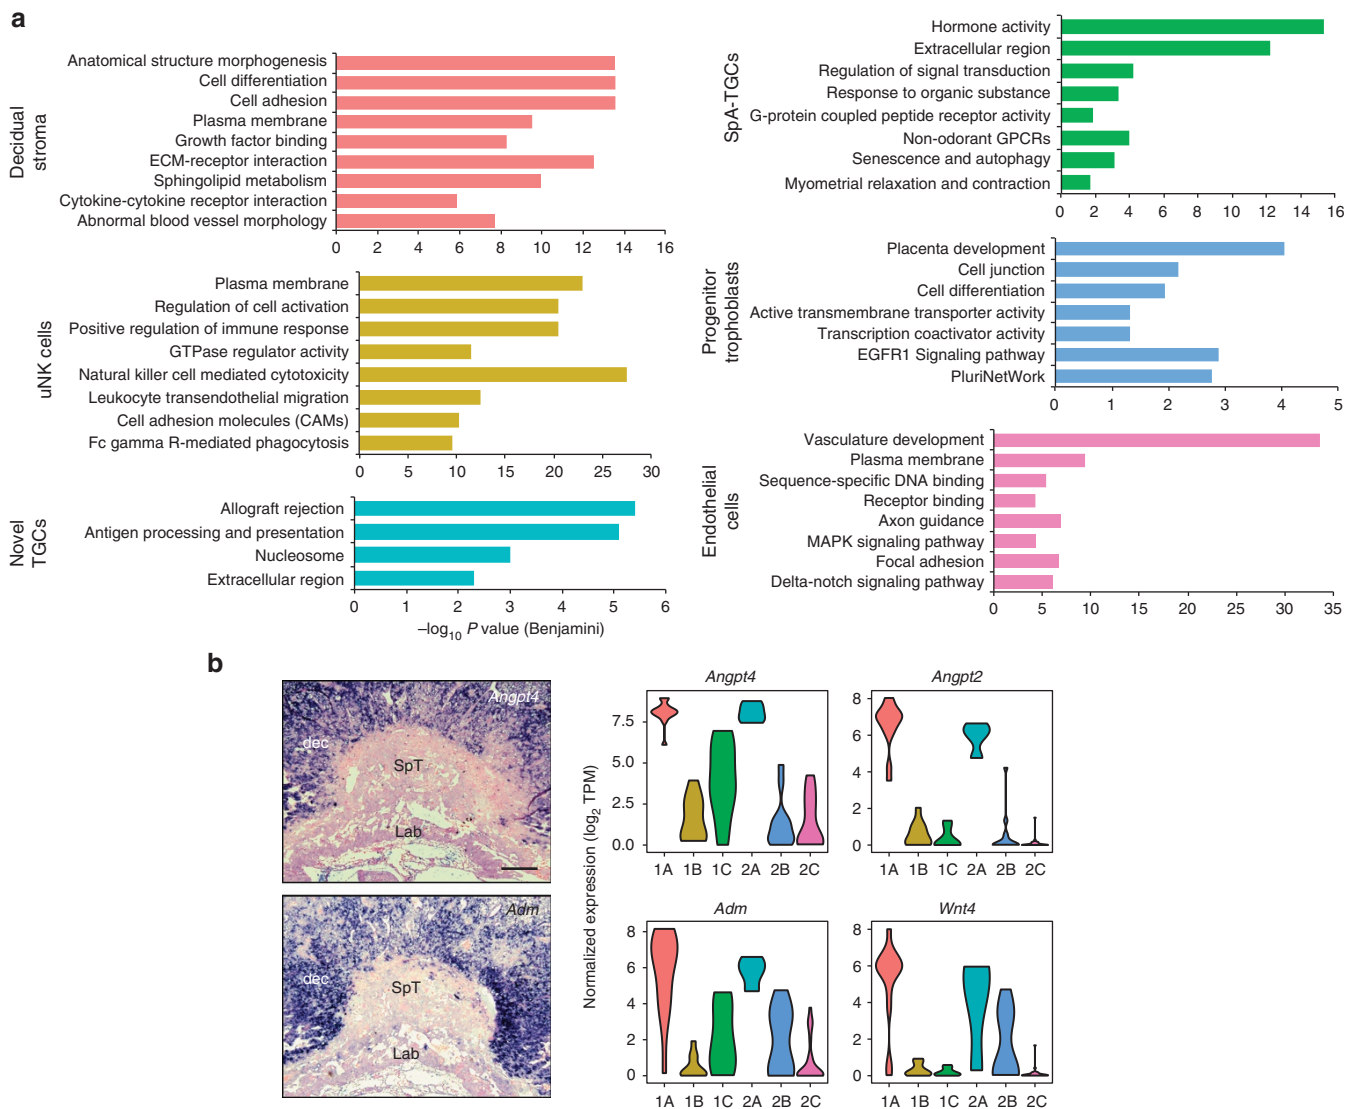 a
Decidual
stroma
Anatomical structure morphogenesis
Cell differentiation
Cell adhesion
Plasma membrane
Growth factor binding
ECM-receptor interaction
Sphingolipid metabolism
Cytokine-cytokine receptor interaction
Abnormal blood vessel morphology
0 2 4 6 8 10 12 14 16
uNK cells
Plasma membrane
Regulation of cell activation
Positive regulation of immune response
GTPase regulator activity
Natural killer cell mediated cytotoxicity
Leukocyte transendothelial migration
Cell adhesion molecules (CAMs)
Fc gamma R-mediated phagocytosis
0 5 10 15 20 25 30
Novel
TGCs
Allograft rejection
Antigen processing and presentation
Nucleosome
Extracellular region
0 1 2 3 4 5 6
–log10 P value (Benjamini)
SpA-TGCs
Hormone activity
Extracellular region
Regulation of signal transduction
Response to organic substance
G-protein coupled peptide receptor activity
Non-odorant GPCRs
Senescence and autophagy
Myometrial relaxation and contraction
0 2 4 6 8 10 12 14 16
Progenitor
trophoblasts
Placenta development
Cell junction
Cell differentiation
Active transmembrane transporter activity
Transcription coactivator activity
EGFR1 Signaling pathway
PluriNetWork
0 1 2 3 4 5
Endothelial
cells
Vasculature development
Plasma membrane
Sequence-specific DNA binding
Receptor binding
Axon guidance
MAPK signaling pathway
Focal adhesion
Delta-notch signaling pathway
0 5 10 15 20 25 30 35
b
Angpt4
dec
SpT
Lab
Adm
dec
SpT
Lab
Normalized expression (log2 TPM)
Angpt4
7.5
5.0
2.5
0.0
1A 1B 1C 2A 2B 2C
Angpt2
8
6
4
2
0
1A 1B 1C 2A 2B 2C
Adm
8
6
4
2
0
1A 1B 1C 2A 2B 2C
Wnt4
8
6
4
2
0
1A 1B 1C 2A 2B 2C